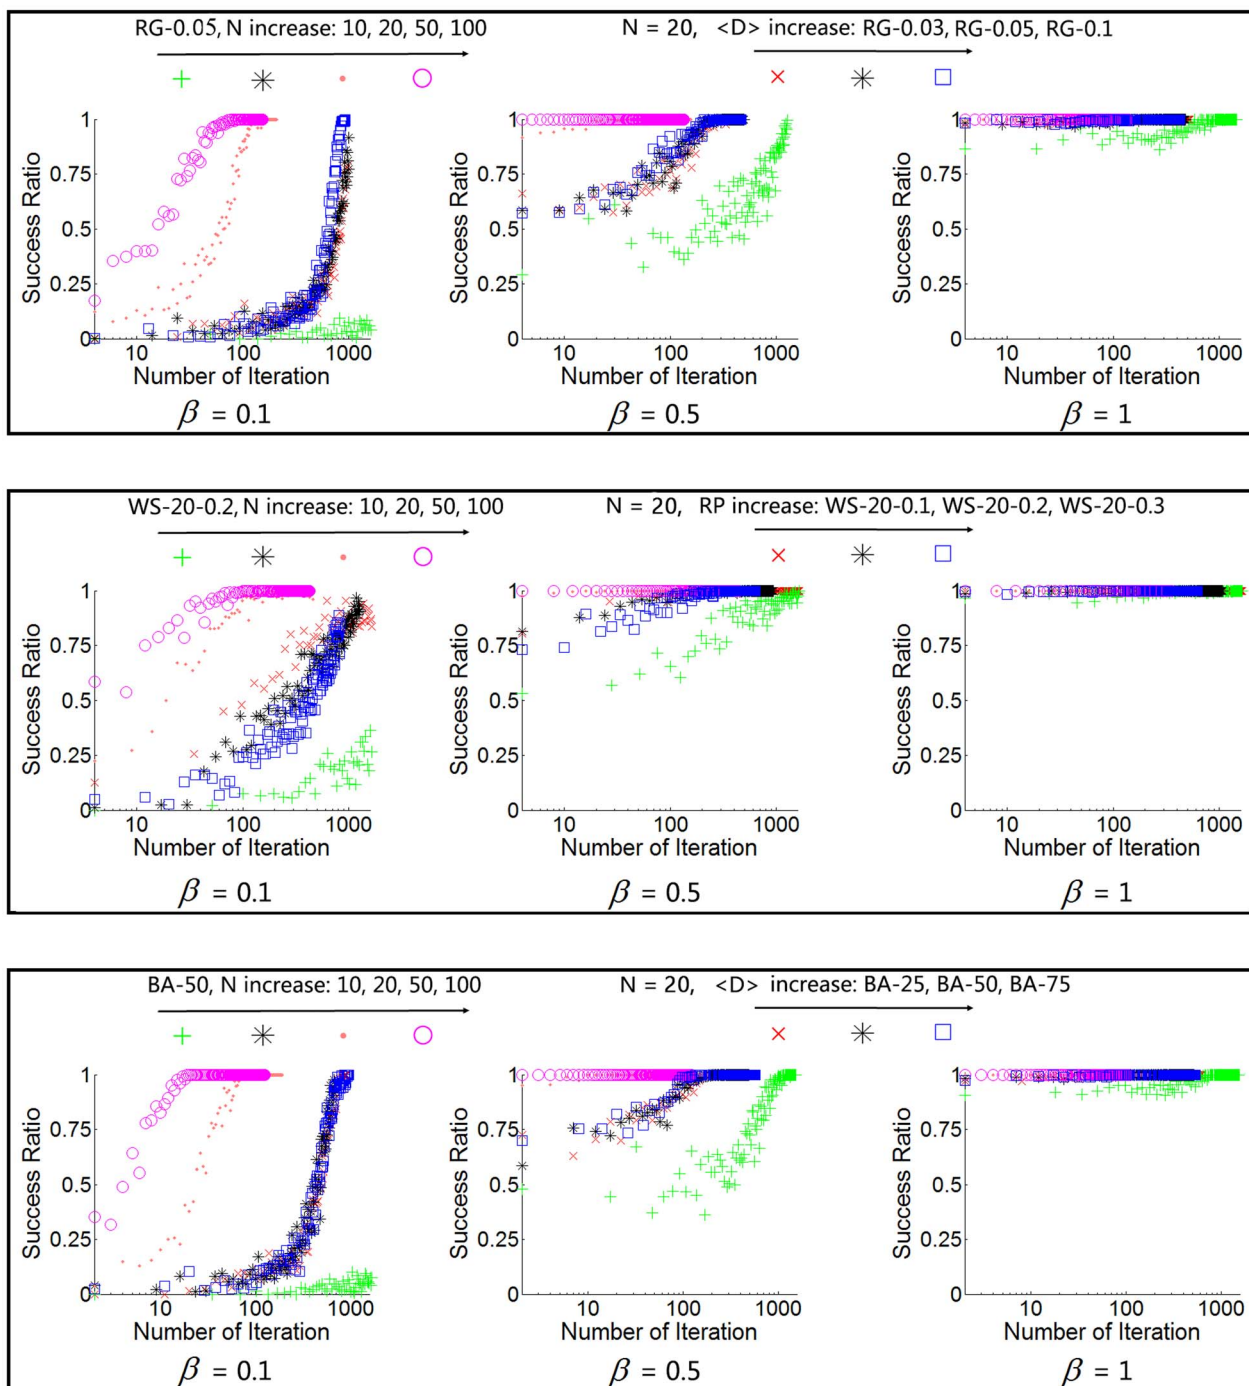 RG-0.05, N increase: 10, 20, 50, 100
N = 20, <D> increase: RG-0.03, RG-0.05, RG-0.1
Success Ratio
1
0.75
0.5
0.25
0
10 100 1000
Number of Iteration
β = 0.1
Success Ratio
1
0.75
0.5
0.25
0
10 100 1000
Number of Iteration
β = 0.5
Success Ratio
1
0.75
0.5
0.25
0
10 100 1000
Number of Iteration
β = 1
WS-20-0.2, N increase: 10, 20, 50, 100
N = 20, RP increase: WS-20-0.1, WS-20-0.2, WS-20-0.3
Success Ratio
1
0.75
0.5
0.25
0
10 100 1000
Number of Iteration
β = 0.1
Success Ratio
1
0.75
0.5
0.25
0
10 100 1000
Number of Iteration
β = 0.5
Success Ratio
1
0.75
0.5
0.25
0
10 100 1000
Number of Iteration
β = 1
BA-50, N increase: 10, 20, 50, 100
N = 20, <D> increase: BA-25, BA-50, BA-75
Success Ratio
1
0.75
0.5
0.25
0
10 100 1000
Number of Iteration
β = 0.1
Success Ratio
1
0.75
0.5
0.25
0
10 100 1000
Number of Iteration
β = 0.5
Success Ratio
1
0.75
0.5
0.25
0
10 100 1000
Number of Iteration
β = 1